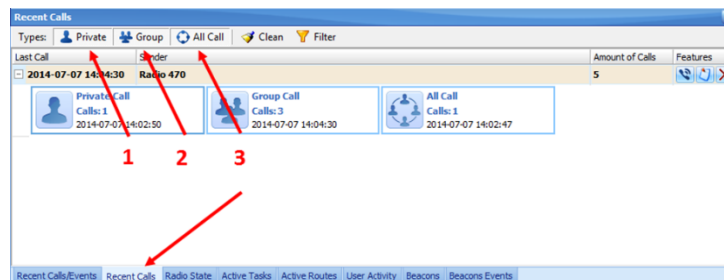 Recent Calls
Types: Private Group All Call Clean Filter
Last Call Sender Amount of Calls Features
2014-07-07 14:04:30 Radio 470 5
Private Call Group Call All Call
Calls: 1 Calls: 3 Calls: 1
2014-07-07 14:02:50 2014-07-07 14:04:30 2014-07-07 14:02:47
1 2 3
Recent Calls/Events Recent Calls Radio State Active Tasks Active Routes User Activity Beacons Beacons Events